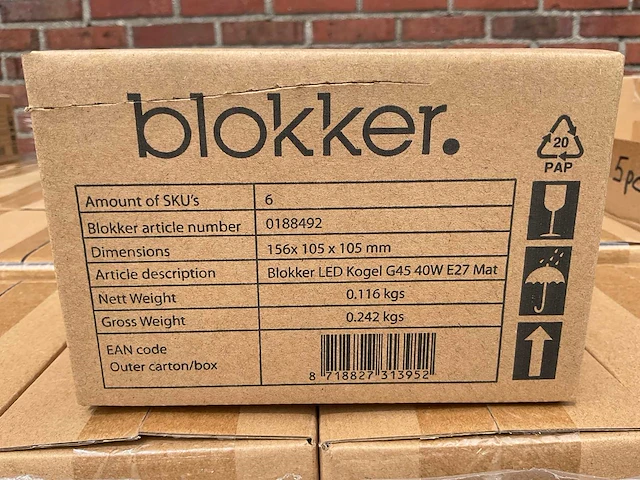 blokker.
20
PAP
Amount of SKU's 6
Blokker article number 0188492
Dimensions 156x 105 x 105 mm
Article description Blokker LED Kogel G45 40W E27 Mat
Nett Weight 0.116 kgs
Gross Weight 0.242 kgs
EAN code
Outer carton/box
8 718827 313952